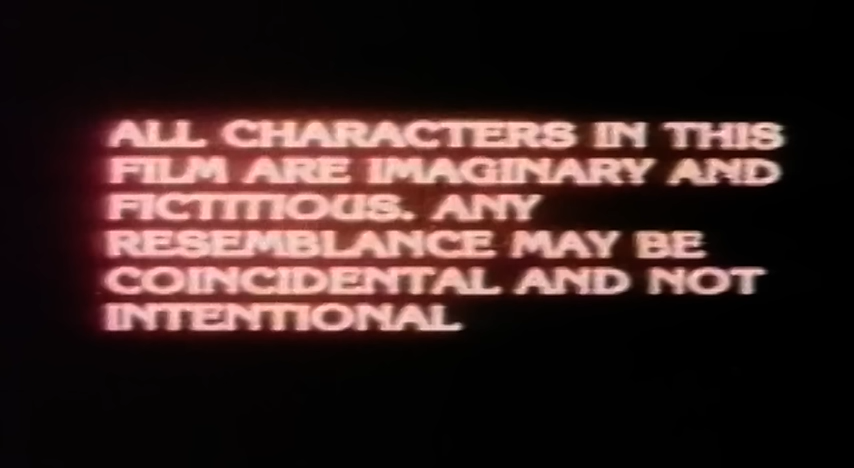 ALL CHARACTERS IN THIS
FILM ARE IMAGINARY AND
FICTITIOUS. ANY
RESEMBLANCE MAY BE
COINCIDENTAL AND NOT
INTENTIONAL